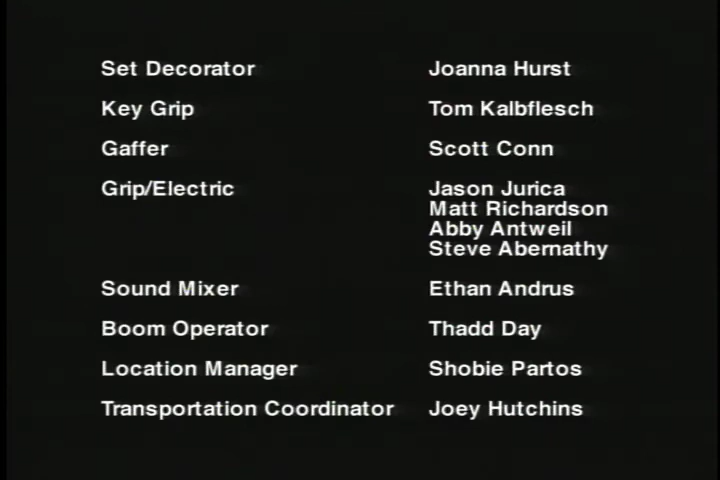 Set Decorator Joanna Hurst
Key Grip Tom Kalbflesch
Gaffer Scott Conn
Grip/Electric Jason Jurica
Matt Richardson
Abby Antweil
Steve Abernathy
Sound Mixer Ethan Andrus
Boom Operator Thadd Day
Location Manager Shobie Partos
Transportation Coordinator Joey Hutchins